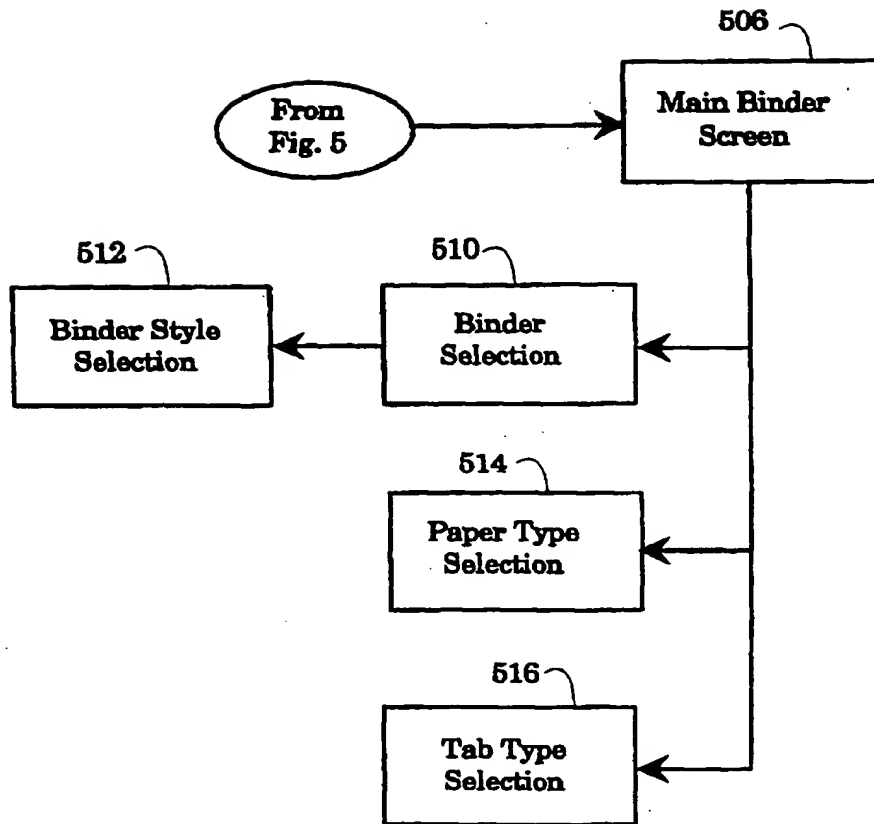 506
From
Fig. 5
Main Binder
Screen
512
510
Binder Style
Selection
Binder
Selection
514
Paper Type
Selection
516
Tab Type
Selection